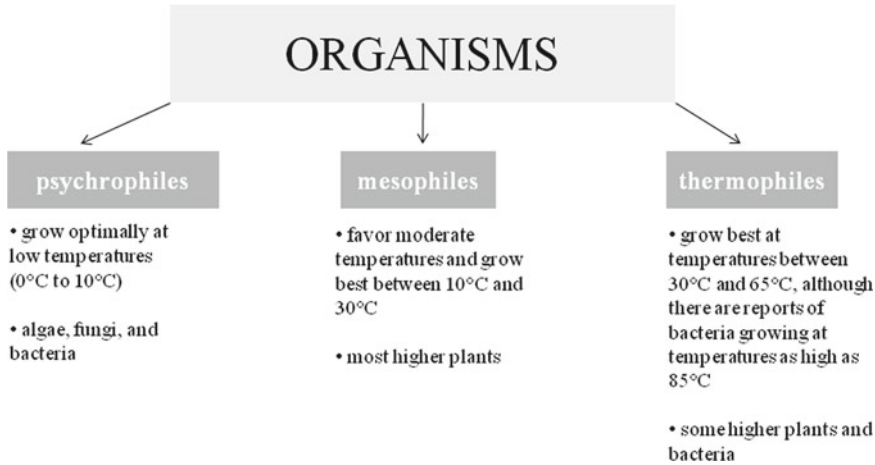 ORGANISMS
psychrophiles
• grow optimally at
low temperatures
(0°C to 10°C)
• algae, fungi, and
bacteria
mesophiles
• favor moderate
temperatures and grow
best between 10°C and
30°C
• most higher plants
thermophiles
• grow best at
temperatures between
30°C and 65°C, although
there are reports of
bacteria growing at
temperatures as high as
85°C
• some higher plants and
bacteria